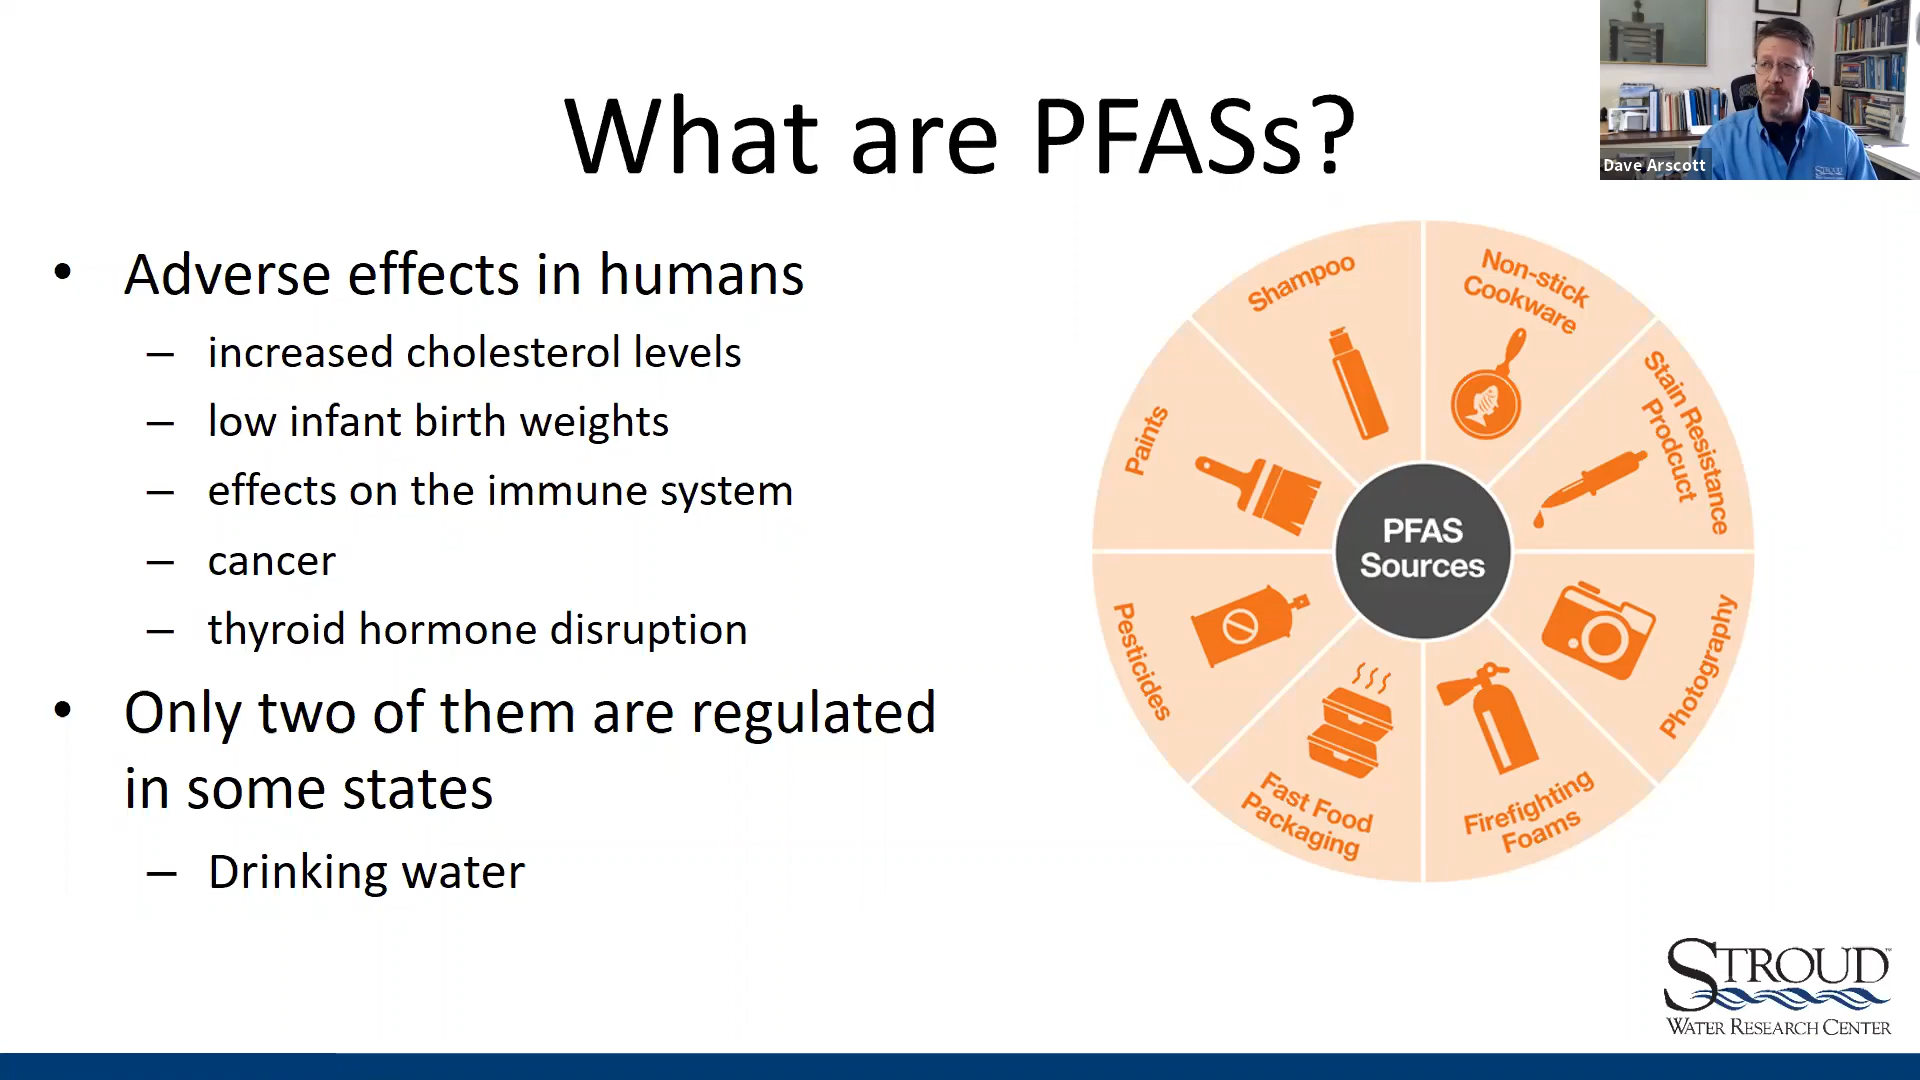 What are PFASs?
Dave Arscott
• Adverse effects in humans
– increased cholesterol levels
– low infant birth weights
– effects on the immune system
– cancer
– thyroid hormone disruption
• Only two of them are regulated
in some states
– Drinking water
PFAS
Sources
Non-stick
Cookware
Stain Resistance
Prodcuct
Photography
Firefighting
Foams
Fast Food
Packaging
Pesticides
Paints
Shampoo
STROUD™
WATER RESEARCH CENTER
STROUD